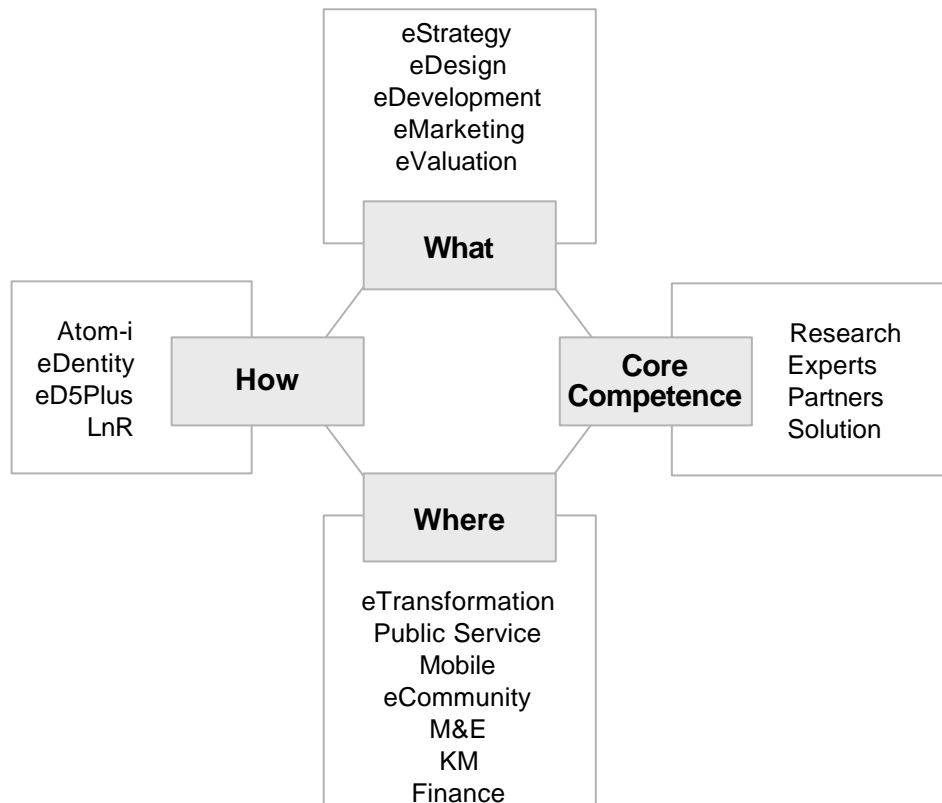 eStrategy
eDesign
eDevelopment
eMarketing
eValuation
What
Atom-i
eDentity
eD5Plus
LnR
How
Core
Competence
Research
Experts
Partners
Solution
Where
eTransformation
Public Service
Mobile
eCommunity
M&E
KM
Finance